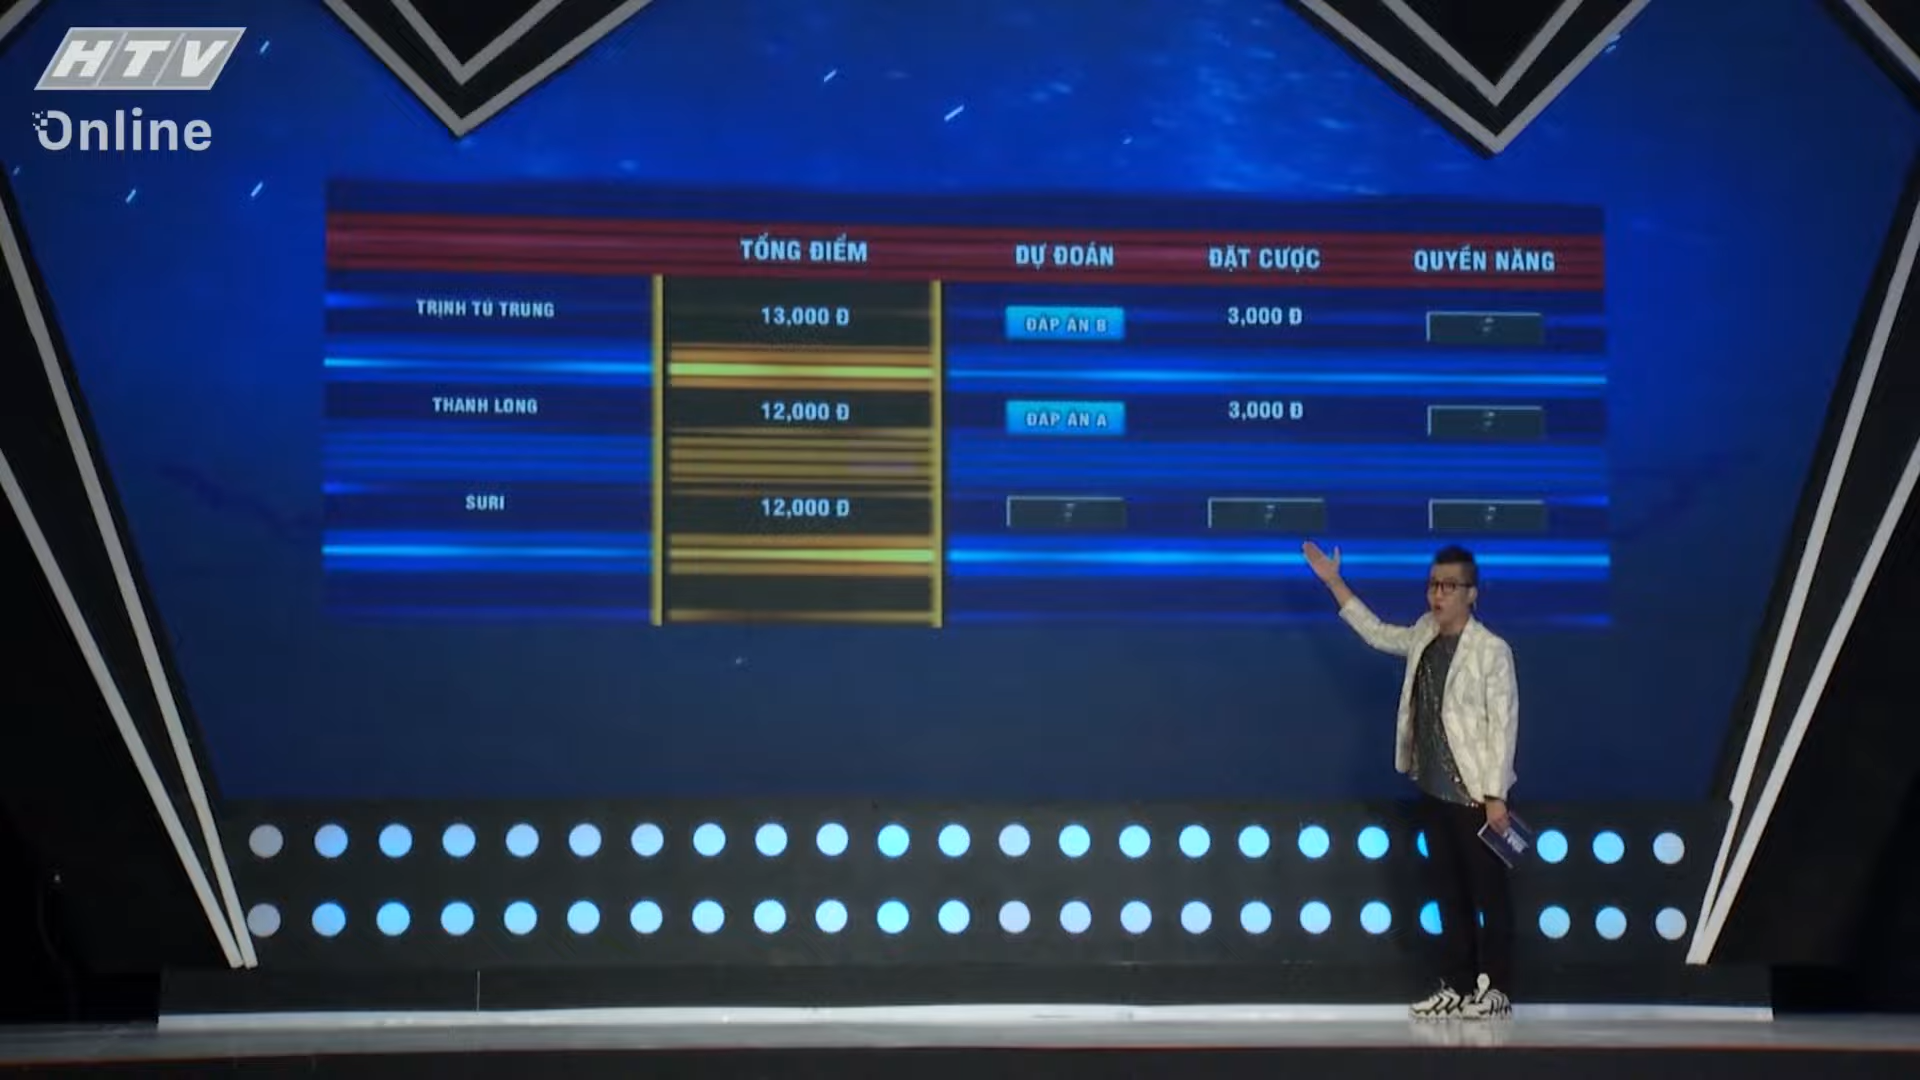 HTV
Online
TỔNG ĐIỂM DỰ ĐOÁN ĐẶT CƯỢC QUYỀN NĂNG
TRỊNH TÚ TRUNG 13,000 Đ ĐÁP ÁN B 3,000 Đ
THANH LONG 12,000 Đ ĐÁP ÁN A 3,000 Đ
SURI 12,000 Đ